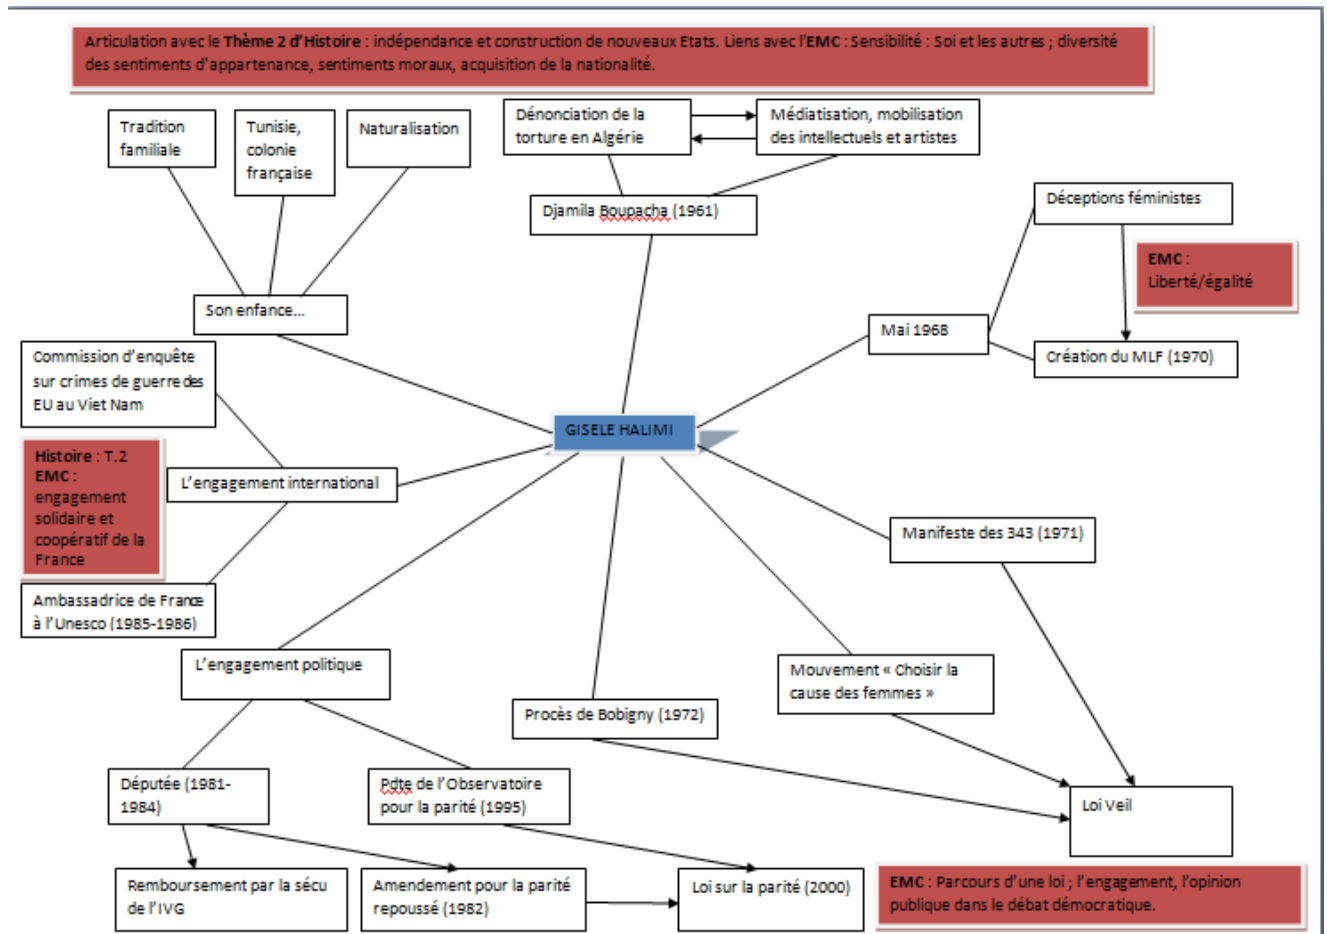 Articulation avec le Thème 2 d'Histoire : indépendance et construction de nouveaux Etats. Liens avec l'EMC : Sensibilité : Soi et les autres ; diversité
des sentiments d'appartenance, sentiments moraux, acquisition de la nationalité.
Tradition
familiale
Tunisie,
colonie
française
Naturalisation
Dénonciation de la
torture en Algérie
Médiatisation, mobilisation
des intellectuels et artistes
Djamila Boupacha (1961)
Déceptions féministes
EMC :
Liberté/égalité
Son enfance...
Mai 1968
Création du MLF (1970)
Commission d'enquête
sur crimes de guerre des
EU au Viet Nam
GISELE HALIMI
Histoire : T.2
EMC :
engagement
solidaire et
coopératif de la
France
L'engagement international
Manifeste des 343 (1971)
Ambassadrice de France
à l'Unesco (1985-1986)
L'engagement politique
Mouvement « Choisir la
cause des femmes »
Procès de Bobigny (1972)
Députée (1981-
1984)
Pdte de l'Observatoire
pour la parité (1995)
Loi Veil
Remboursement par la sécu
de l'IVG
Amendement pour la parité
repoussé (1982)
Loi sur la parité (2000)
EMC : Parcours d'une loi ; l'engagement, l'opinion
publique dans le débat démocratique.